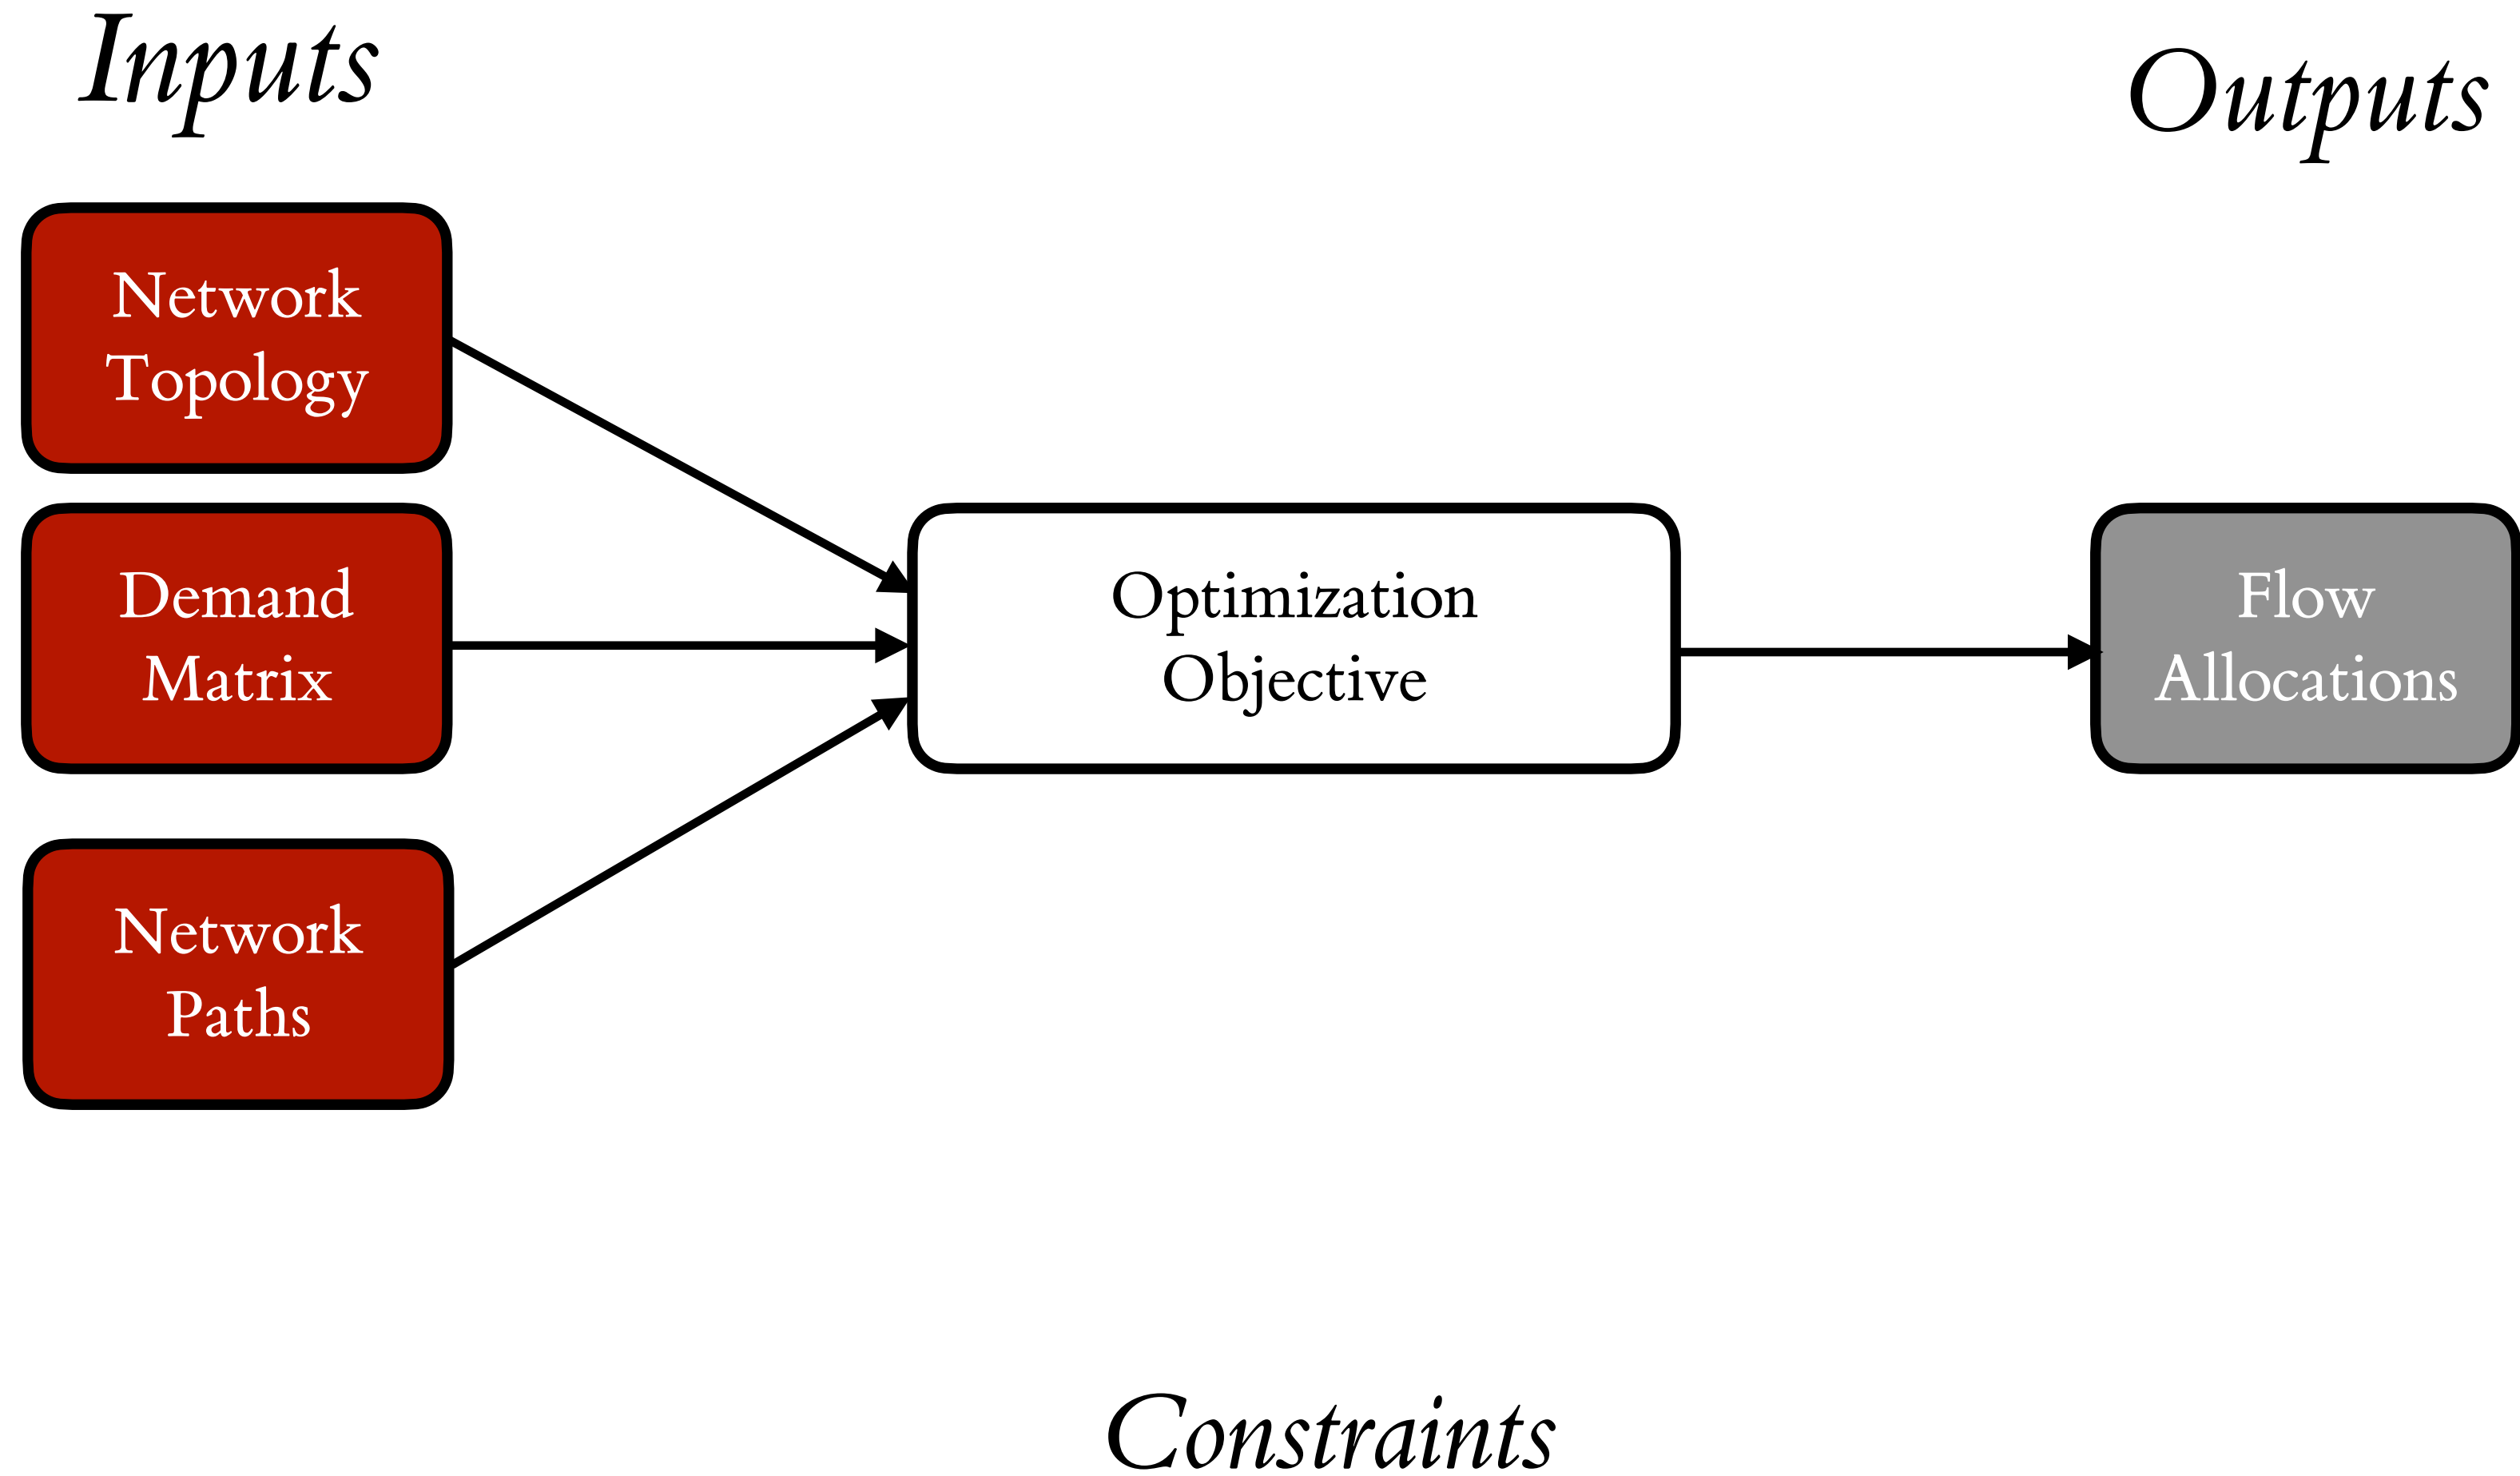 Inputs
Outputs
Network
Topology
Demand
Matrix
Network
Paths
Optimization
Objective
Flow
Allocations
Constraints